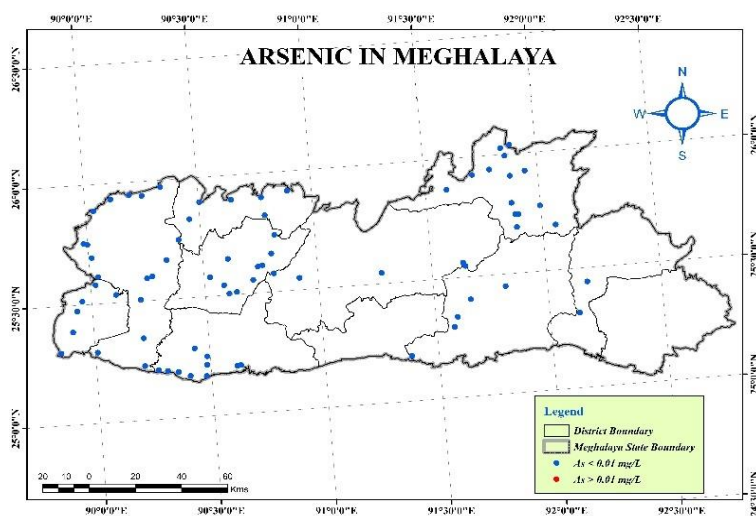 90°0'0"N 90°30'0"N 91°0'0"N 91°30'0"N 92°0'0"N 92°30'0"N
ARSENIC IN MEGHALAYA
N
W E
S
26°30'0"N
26°0'0"N
25°30'0"N
25°0'0"N
Legend
District Boundary
Meghalaya State Boundary
As < 0.01 mg/L
As > 0.01 mg/L
20 10 0 20 40 60
Kms
90°0'0"N 90°30'0"N 91°0'0"N 91°30'0"N 92°0'0"N 92°30'0"N